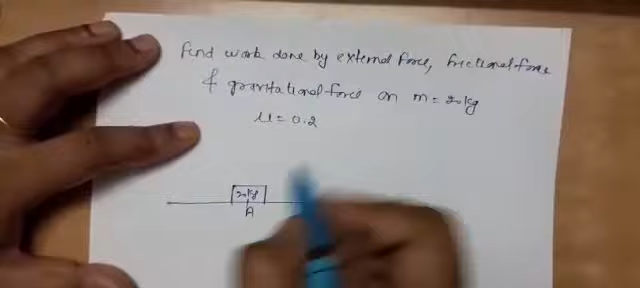 Find work done by external force, frictional force
& gravitational force on m = 20kg
μ = 0.2
20kg
A